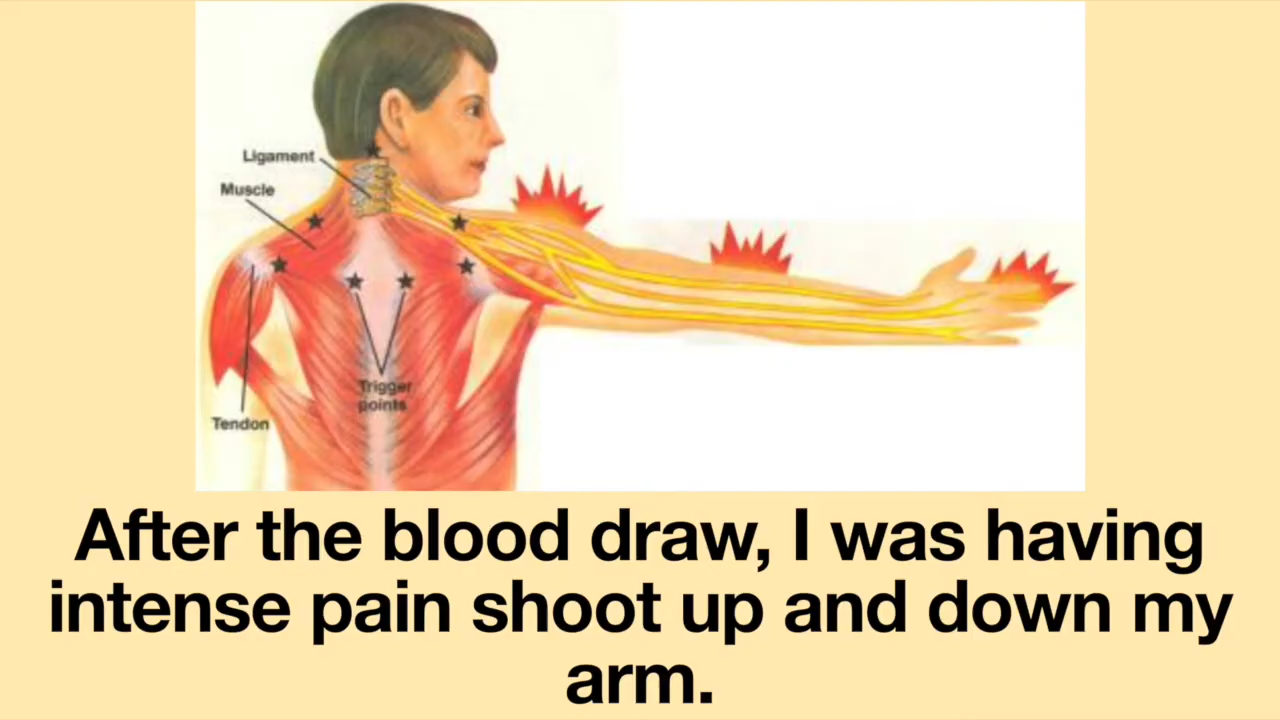 Ligament
Muscle
Trigger
points
Tendon
After the blood draw, I was having
intense pain shoot up and down my
arm.